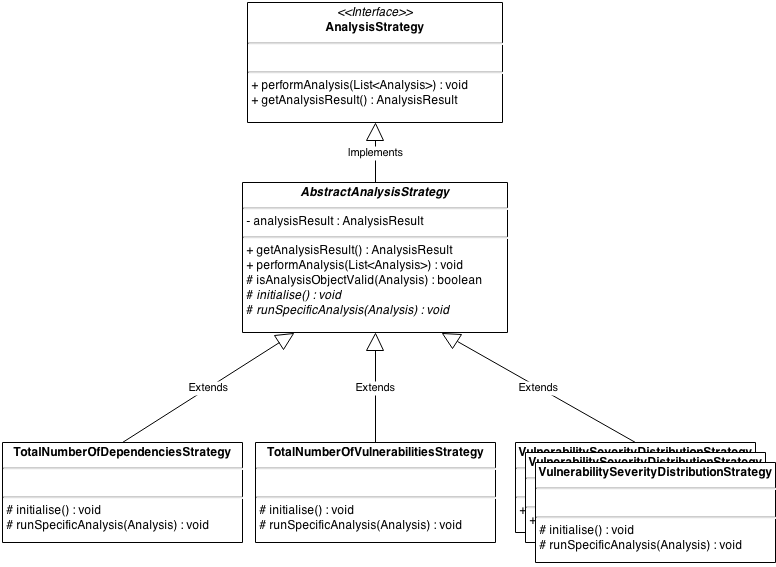 <<Interface>>
AnalysisStrategy
+ performAnalysis(List<Analysis>) : void
+ getAnalysisResult() : AnalysisResult
Implements
AbstractAnalysisStrategy
- analysisResult : AnalysisResult
+ getAnalysisResult() : AnalysisResult
+ performAnalysis(List<Analysis>) : void
# isAnalysisObjectValid(Analysis) : boolean
# initialise() : void
# runSpecificAnalysis(Analysis) : void
Extends
Extends
Extends
TotalNumberOfDependenciesStrategy
# initialise() : void
# runSpecificAnalysis(Analysis) : void
TotalNumberOfVulnerabilitiesStrategy
# initialise() : void
# runSpecificAnalysis(Analysis) : void
VulnerabilitySeverityDistributionStrategy
VulnerabilitySeverityDistributionStrategy
VulnerabilitySeverityDistributionStrategy
+
+
# initialise() : void
# runSpecificAnalysis(Analysis) : void